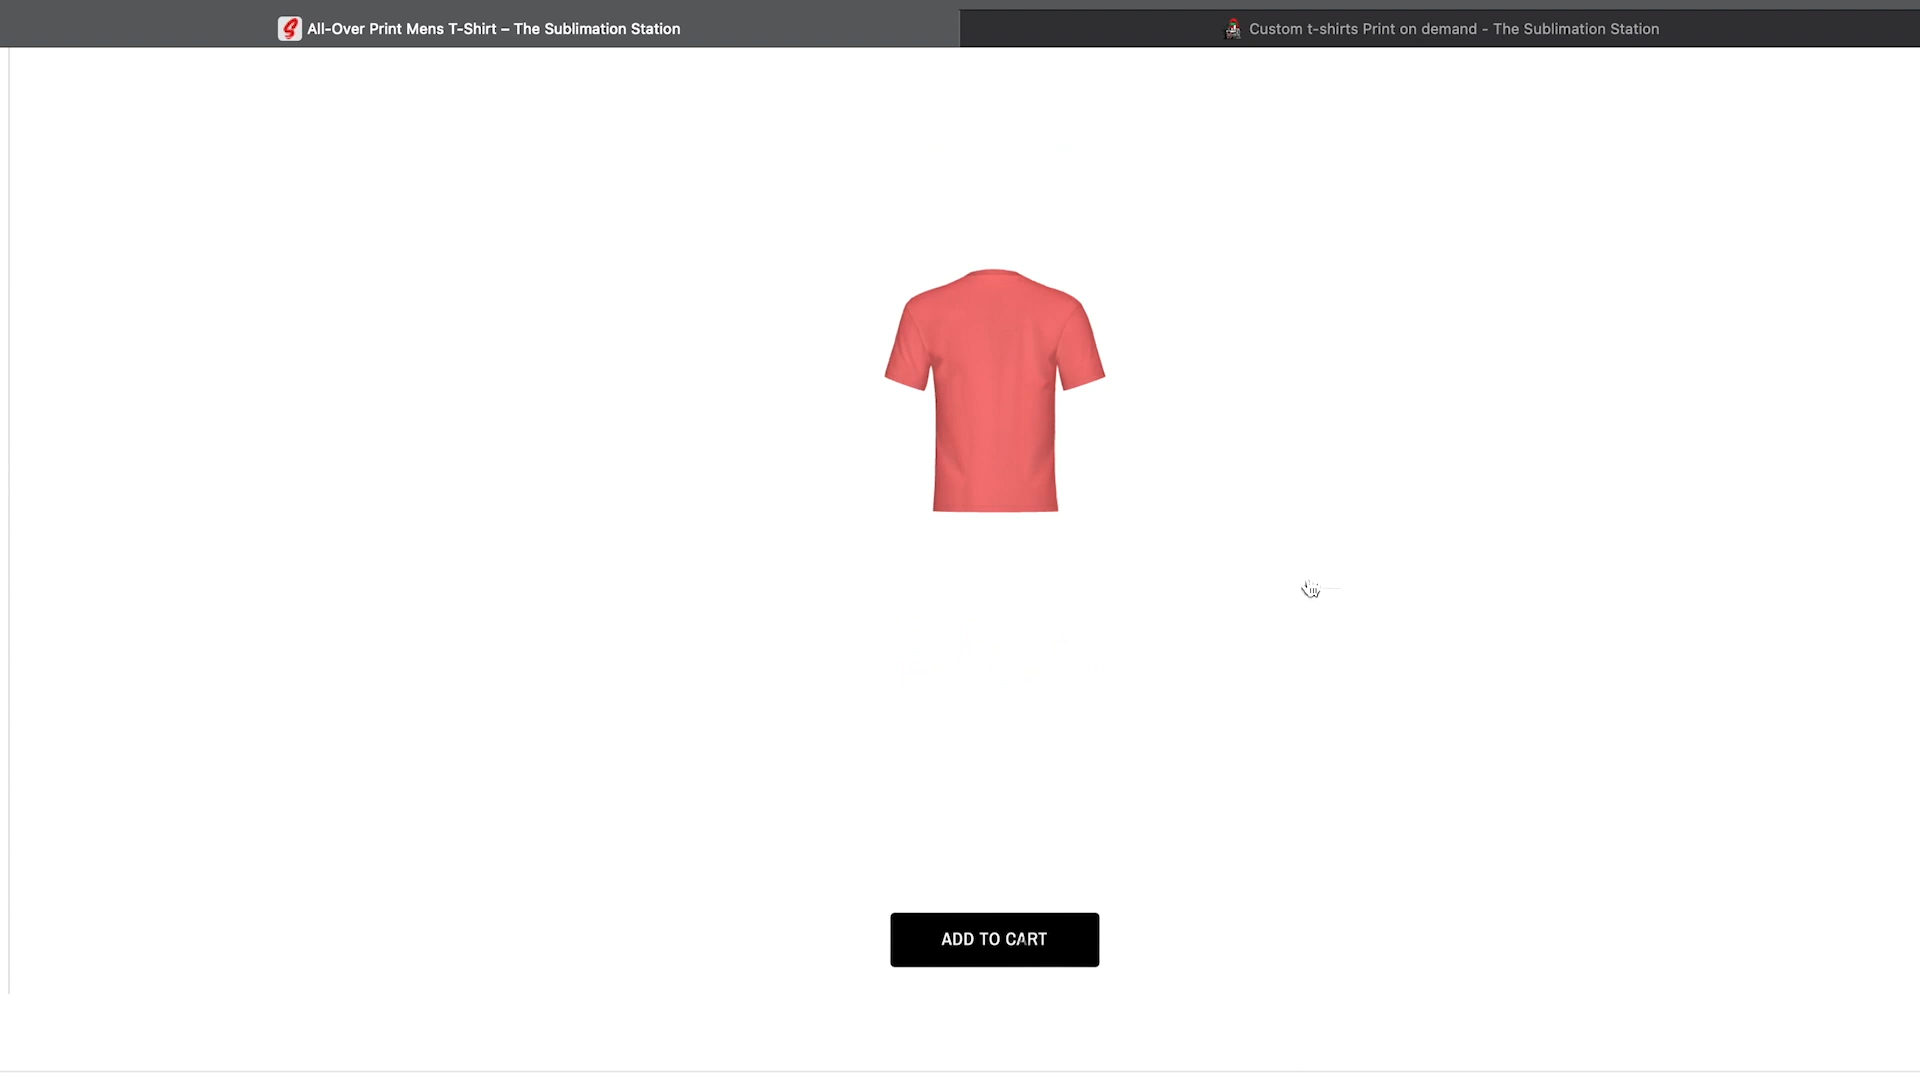 All-Over Print Mens T-Shirt – The Sublimation Station
Custom t-shirts Print on demand - The Sublimation Station
ADD TO CART